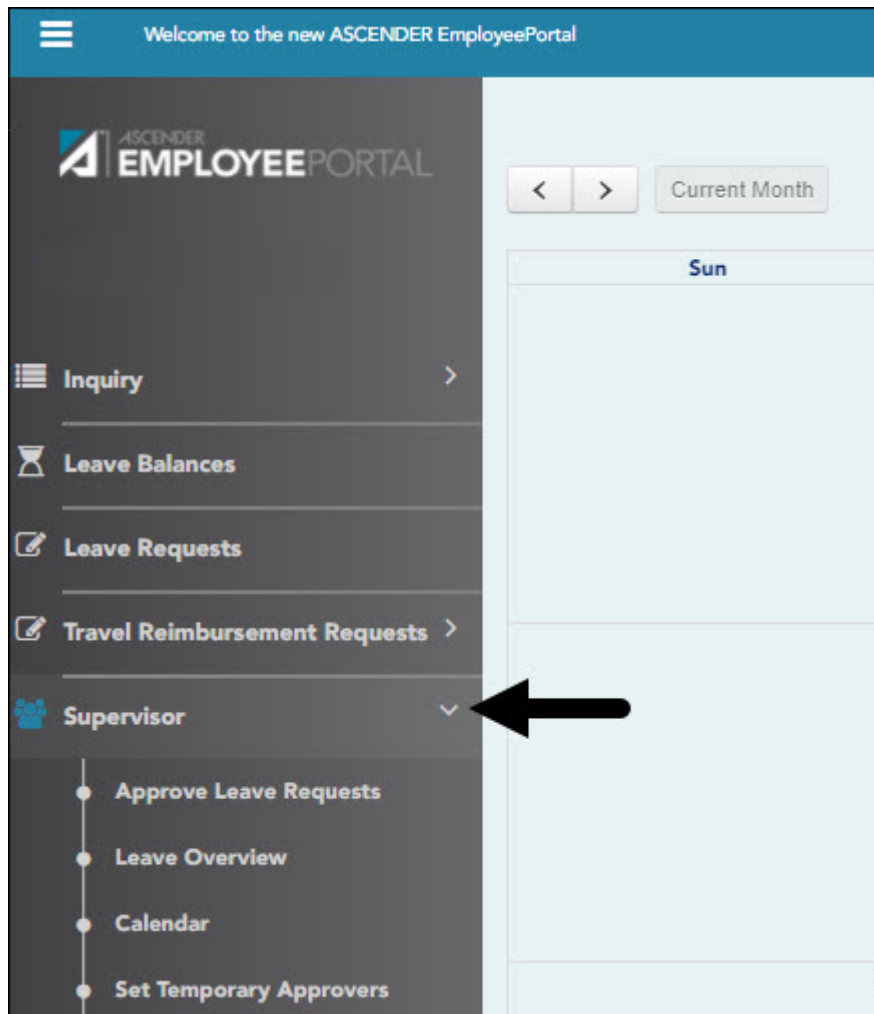 Welcome to the new ASCENDER EmployeePortal
ASCENDER
EMPLOYEEPORTAL
Current Month
Sun
Inquiry
Leave Balances
Leave Requests
Travel Reimbursement Requests
Supervisor
Approve Leave Requests
Leave Overview
Calendar
Set Temporary Approvers